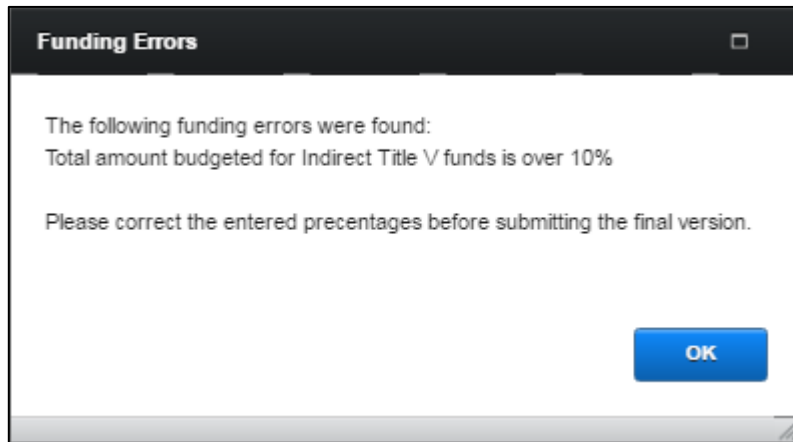 Funding Errors
The following funding errors were found:
Total amount budgeted for Indirect Title V funds is over 10%
Please correct the entered precentages before submitting the final version.
OK